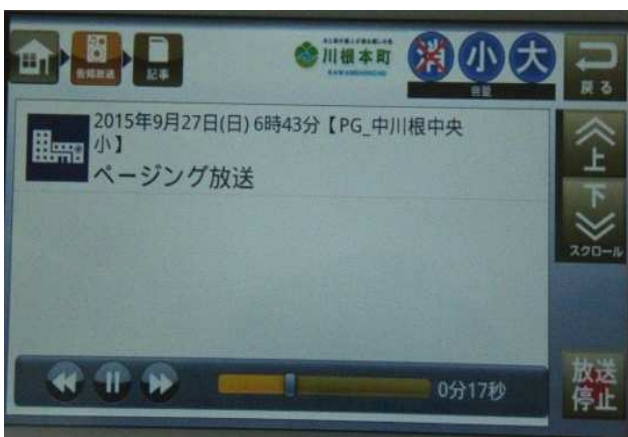 告知放送
記事
川根本町
KAWANEHONCHO
消
小
大
音量
戻る
2015年9月27日(日) 6時43分【PG_中川根中央
小】
ページング放送
上
下
スクロール
0分17秒
放送
停止